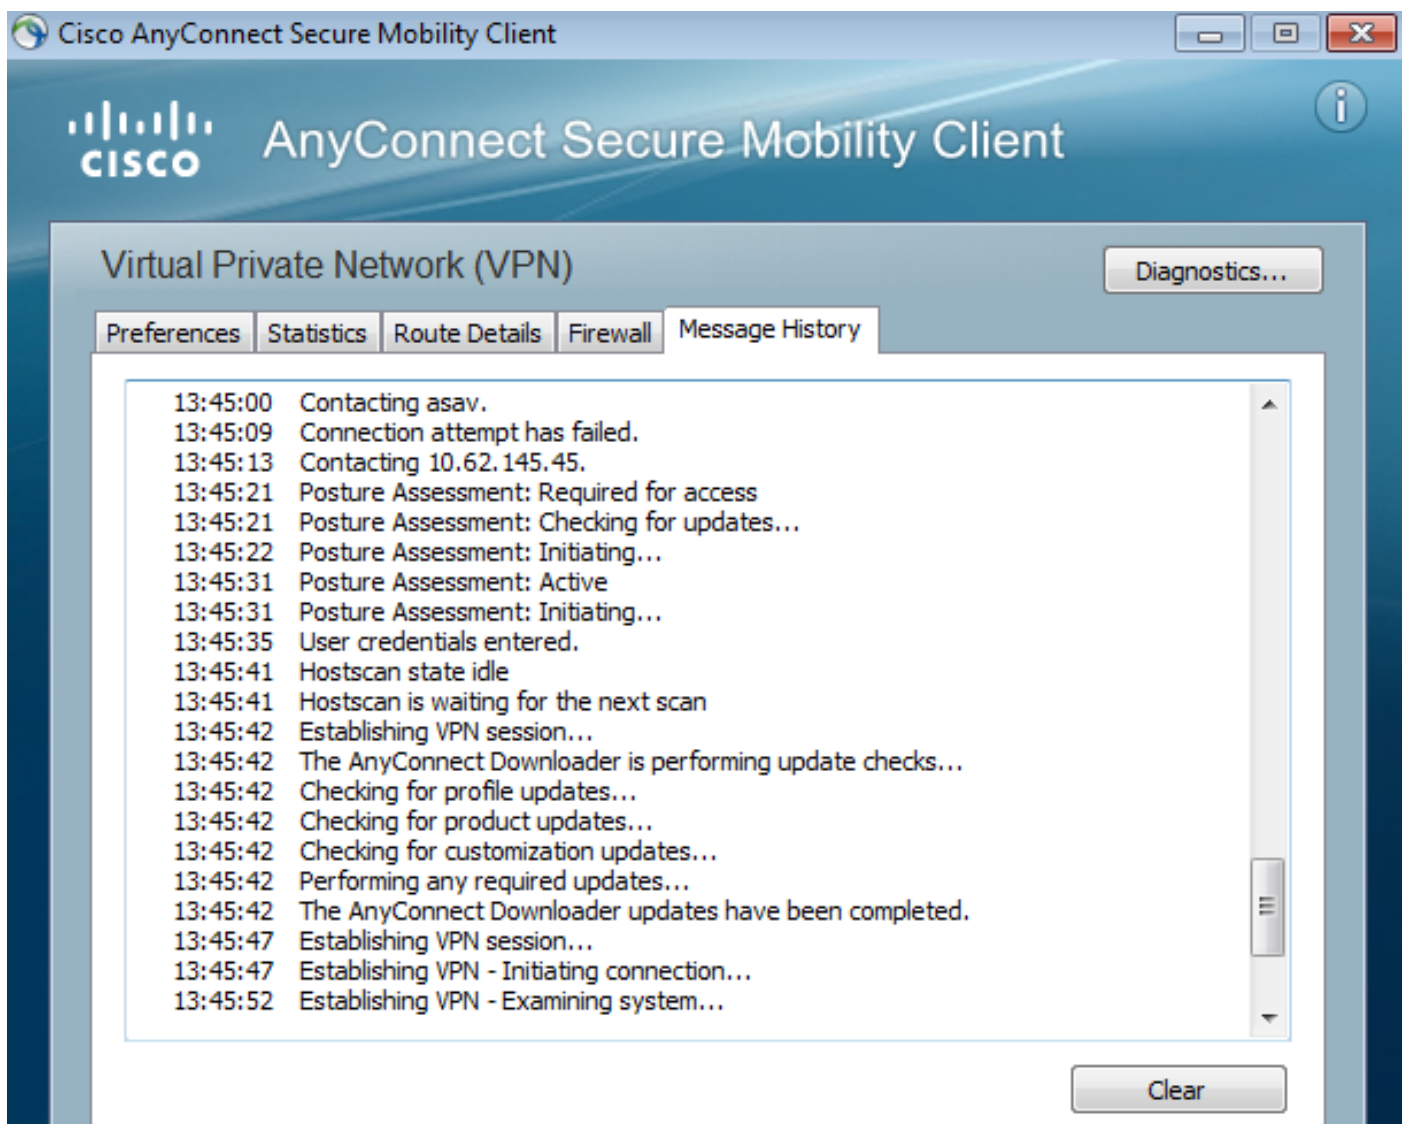 Cisco AnyConnect Secure Mobility Client
CISCO AnyConnect Secure Mobility Client
Virtual Private Network (VPN)
Diagnostics...
Preferences Statistics Route Details Firewall Message History
13:45:00 Contacting asav.
13:45:09 Connection attempt has failed.
13:45:13 Contacting 10.62.145.45.
13:45:21 Posture Assessment: Required for access
13:45:21 Posture Assessment: Checking for updates...
13:45:22 Posture Assessment: Initiating...
13:45:31 Posture Assessment: Active
13:45:31 Posture Assessment: Initiating...
13:45:35 User credentials entered.
13:45:41 Hostscan state idle
13:45:41 Hostscan is waiting for the next scan
13:45:42 Establishing VPN session...
13:45:42 The AnyConnect Downloader is performing update checks...
13:45:42 Checking for profile updates...
13:45:42 Checking for product updates...
13:45:42 Checking for customization updates...
13:45:42 Performing any required updates...
13:45:42 The AnyConnect Downloader updates have been completed.
13:45:47 Establishing VPN session...
13:45:47 Establishing VPN - Initiating connection...
13:45:52 Establishing VPN - Examining system...
Clear